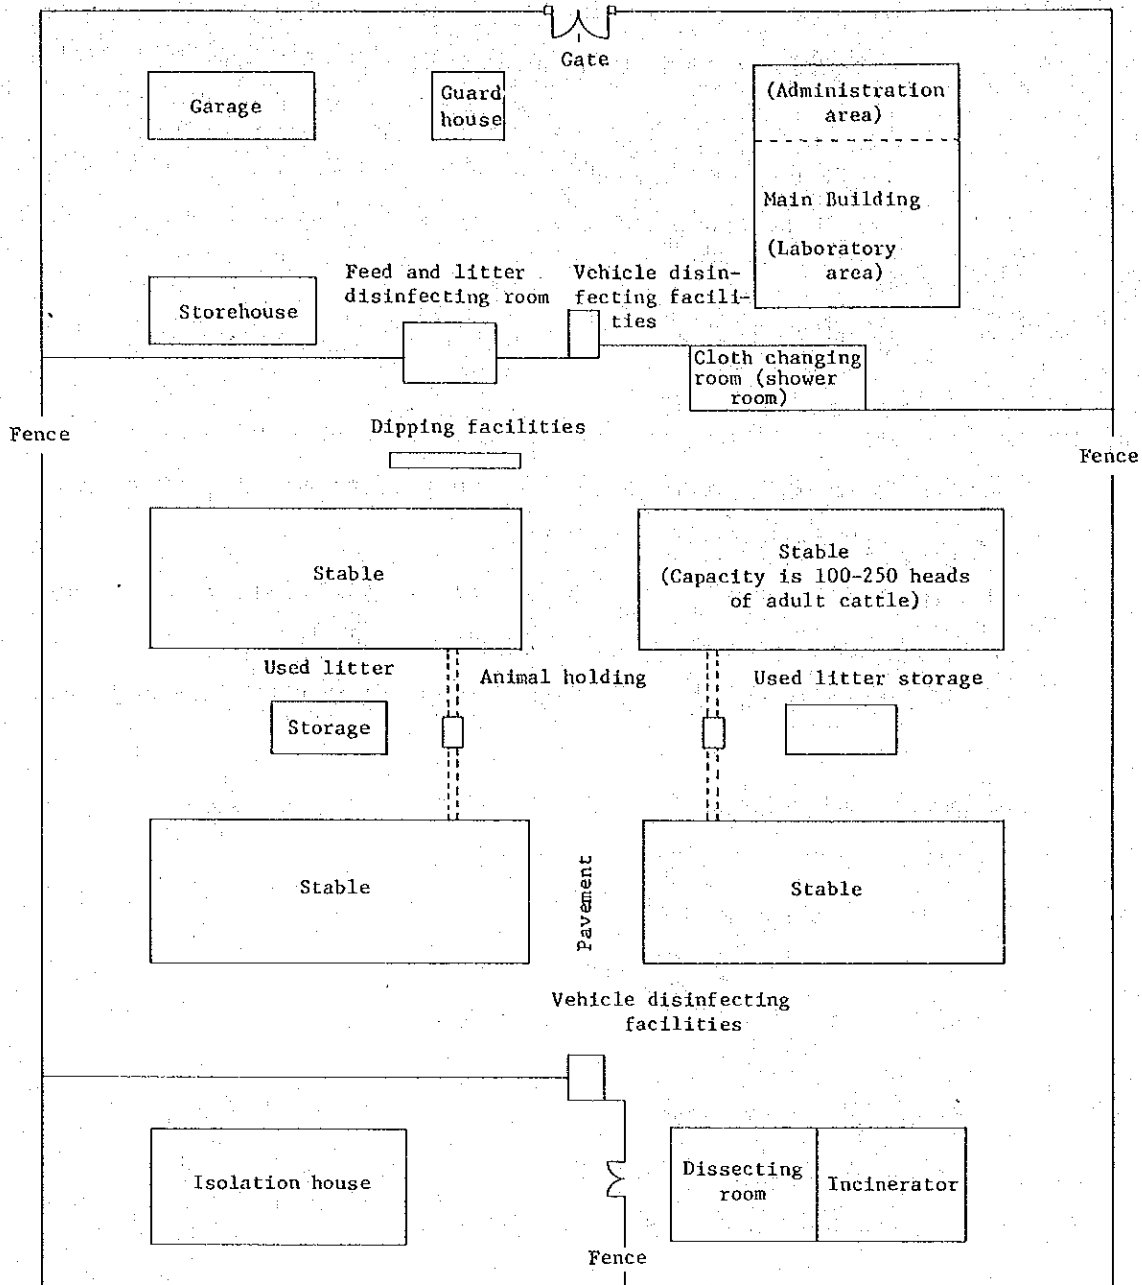 Gate
Garage
Guard
house
(Administration
area)
Main Building
(Laboratory
area)
Feed and litter
disinfecting room
Vehicle disin-
fecting facili-
ties
Storehouse
Cloth changing
room (shower
room)
Fence
Dipping facilities
Fence
Stable
Stable
(Capacity is 100-250 heads
of adult cattle)
Used litter
Storage
Animal holding
Used litter storage
Stable
Pavement
Stable
Vehicle disinfecting
facilities
Isolation house
Dissecting
room
Incinerator
Fence